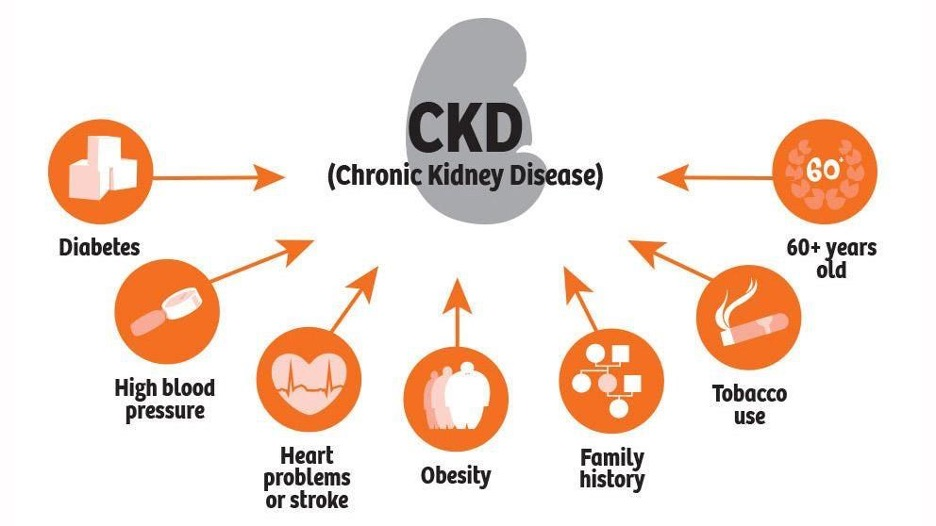 CKD
(Chronic Kidney Disease)
Diabetes
High blood
pressure
Heart
problems
or stroke
Obesity
Family
history
Tobacco
use
60+
60+ years
old